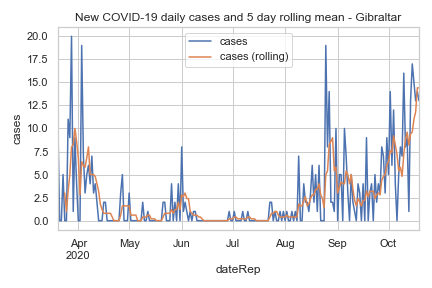 New COVID-19 daily cases and 5 day rolling mean - Gibraltar
cases
cases (rolling)
20.0
17.5
15.0
12.5
10.0
7.5
5.0
2.5
0.0
cases
Apr
2020
May
Jun
Jul
Aug
Sep
Oct
dateRep